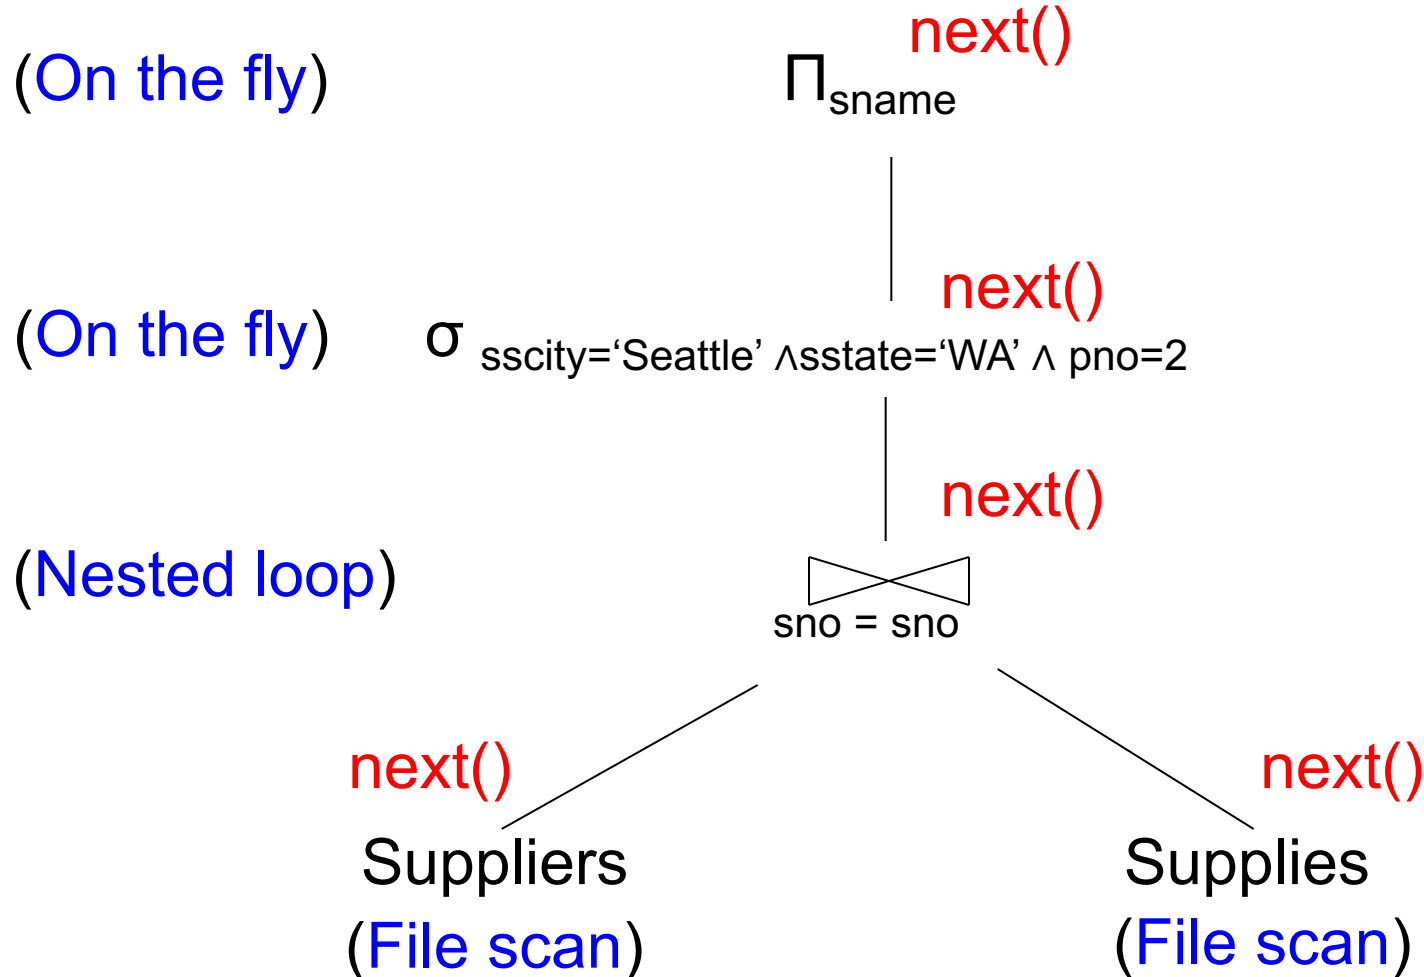 next()
(On the fly) Πsname
next()
(On the fly) σ sscity=‘Seattle’ ∧sstate=‘WA’ ∧ pno=2
next()
(Nested loop)
sno = sno
next() next()
Suppliers Supplies
(File scan) (File scan)